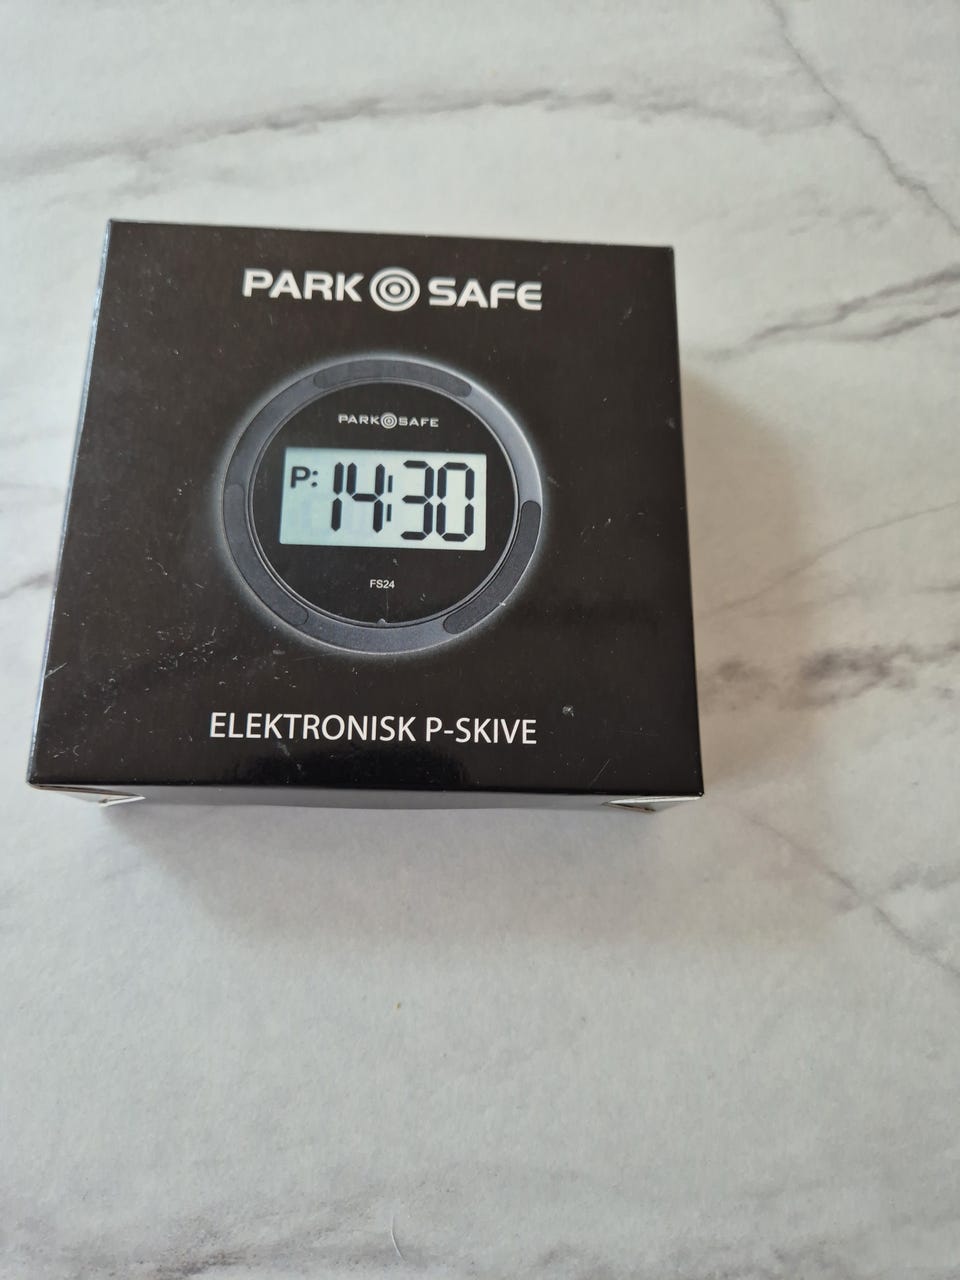 PARK SAFE
PARK SAFE
P: 14:30
FS24
ELEKTRONISK P-SKIVE